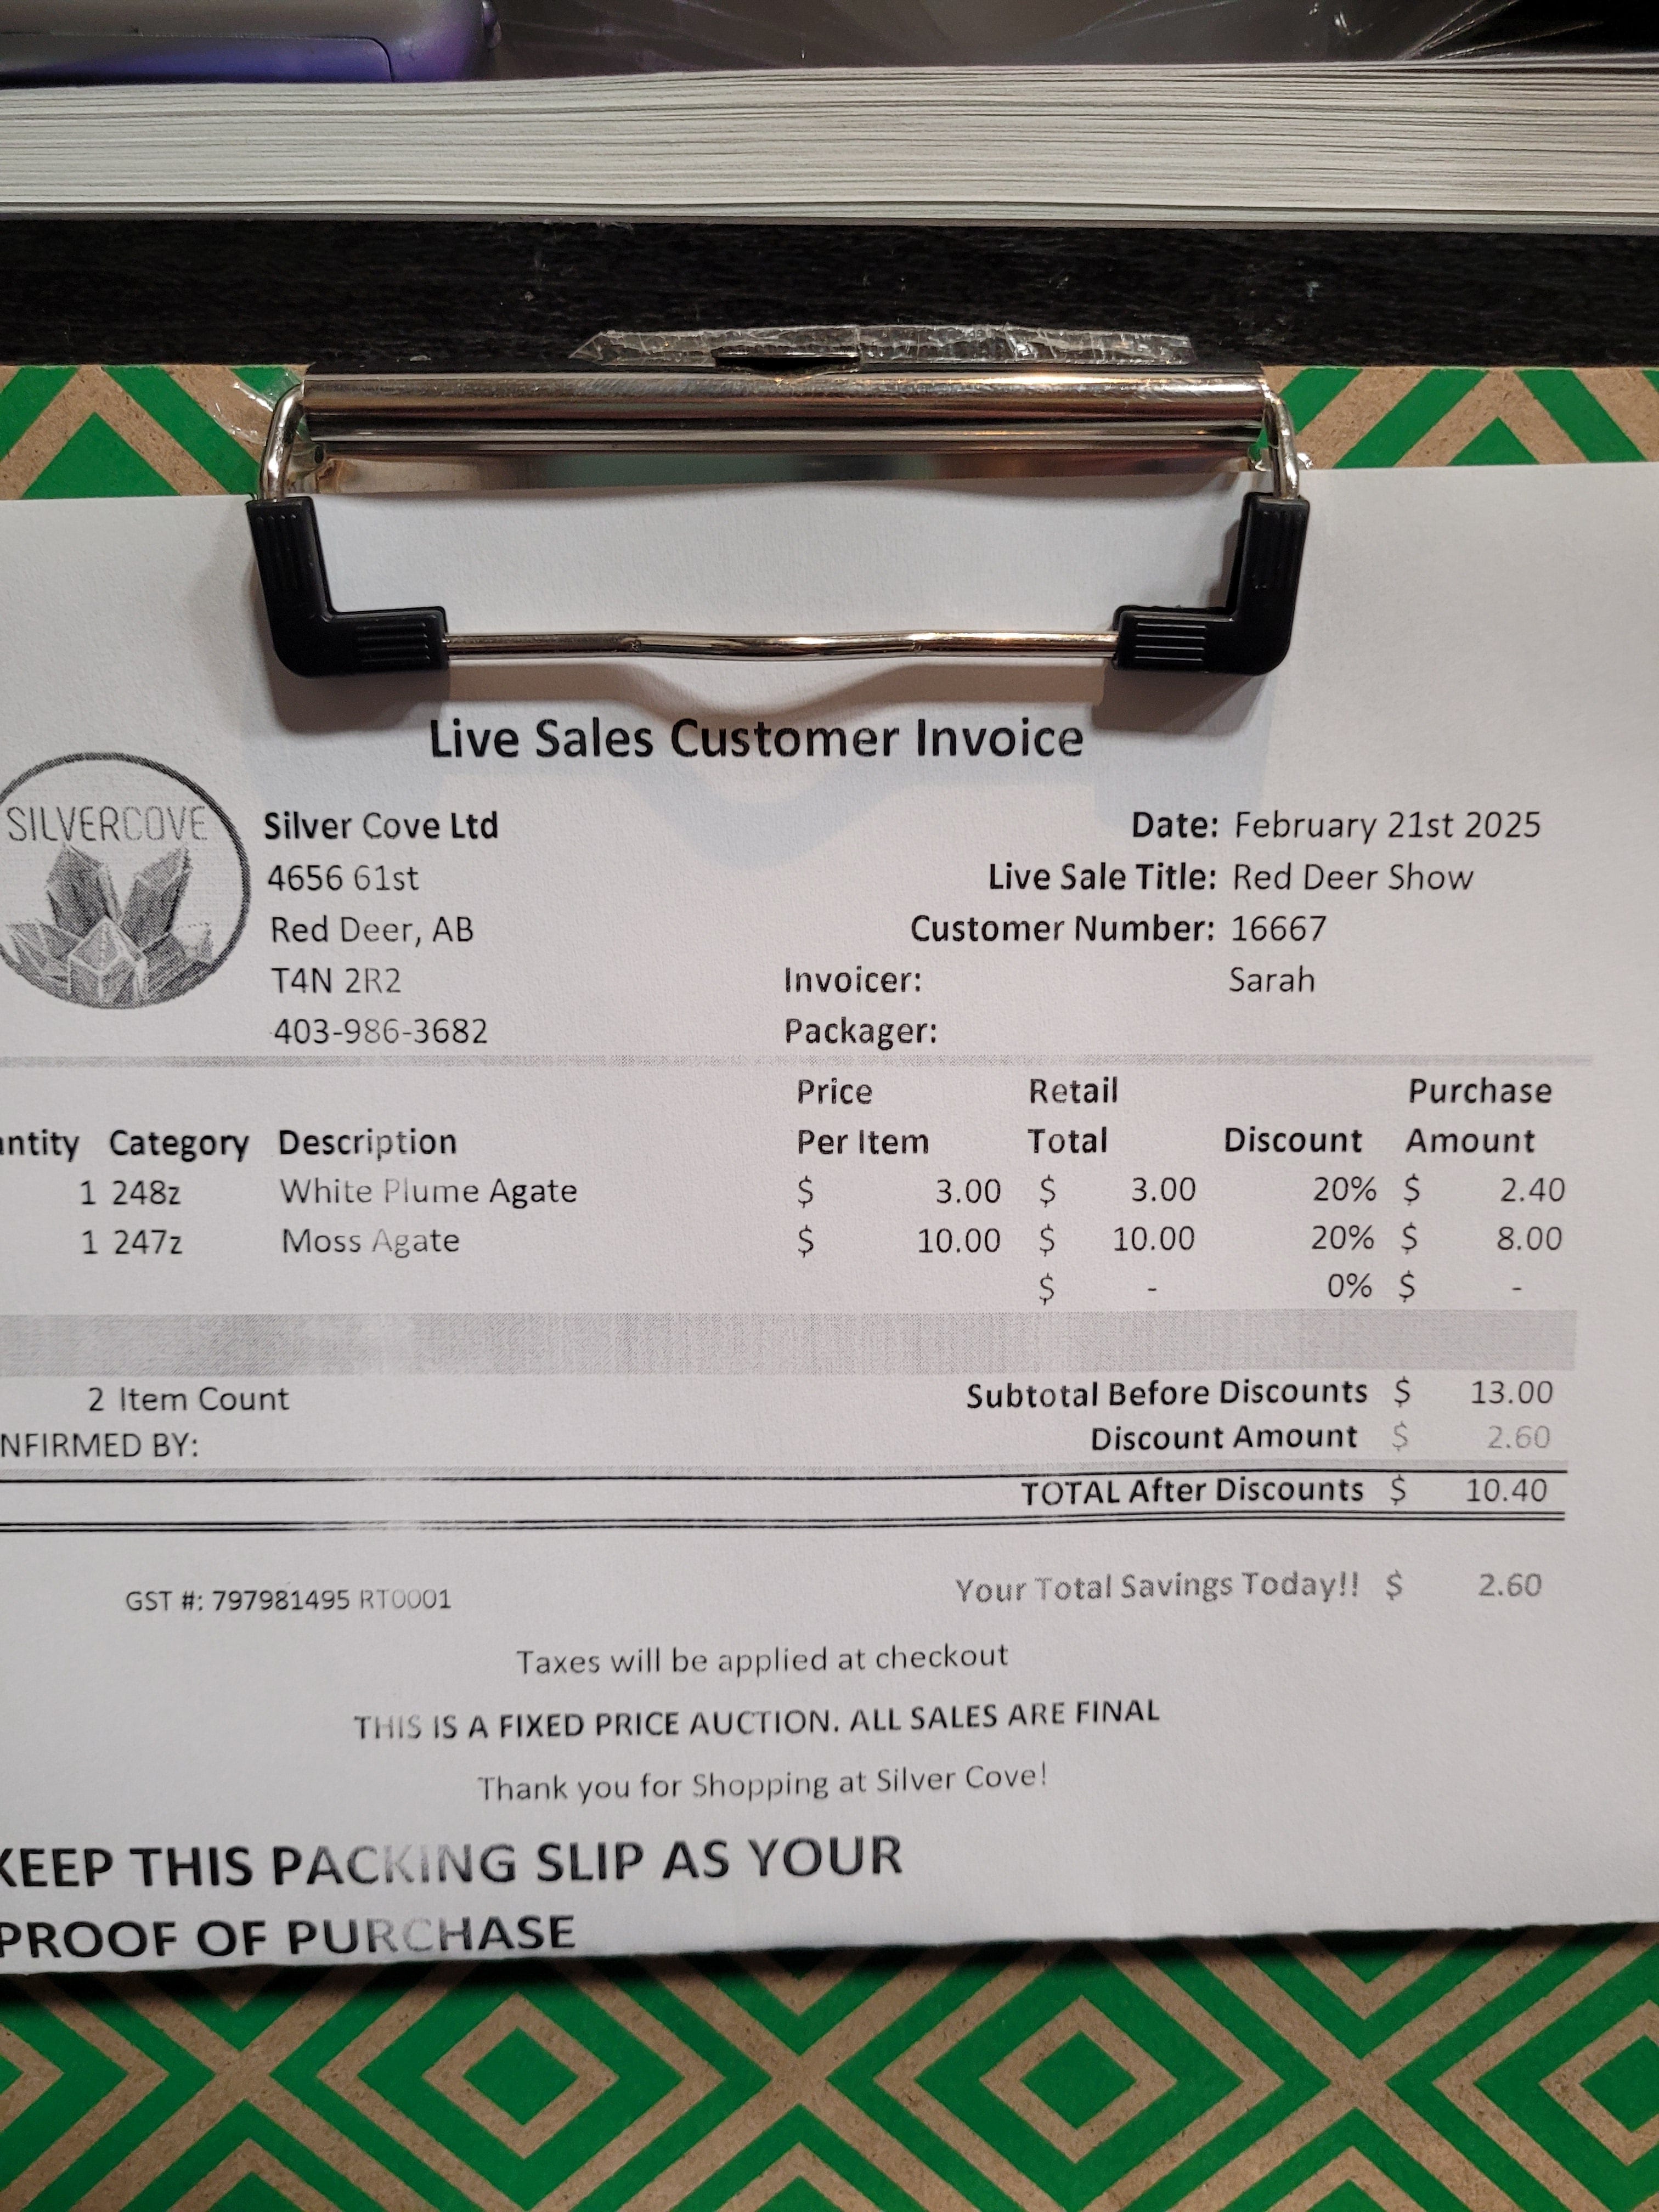 Live Sales Customer Invoice
SILVERCOVE
Silver Cove Ltd
4656 61st
Red Deer, AB
T4N 2R2
403-986-3682
Date: February 21st 2025
Live Sale Title: Red Deer Show
Customer Number: 16667
Invoicer: Sarah
Packager:
Price Retail Purchase
antity Category Description Per Item Total Discount Amount
1 248z White Plume Agate $ 3.00 $ 3.00 20% $ 2.40
1 247z Moss Agate $ 10.00 $ 10.00 20% $ 8.00
$ - 0% $ -
2 Item Count Subtotal Before Discounts $ 13.00
NFIRMED BY: Discount Amount $ 2.60
TOTAL After Discounts $ 10.40
GST #: 797981495 RT0001 Your Total Savings Today!! $ 2.60
Taxes will be applied at checkout
THIS IS A FIXED PRICE AUCTION. ALL SALES ARE FINAL
Thank you for Shopping at Silver Cove!
KEEP THIS PACKING SLIP AS YOUR
PROOF OF PURCHASE